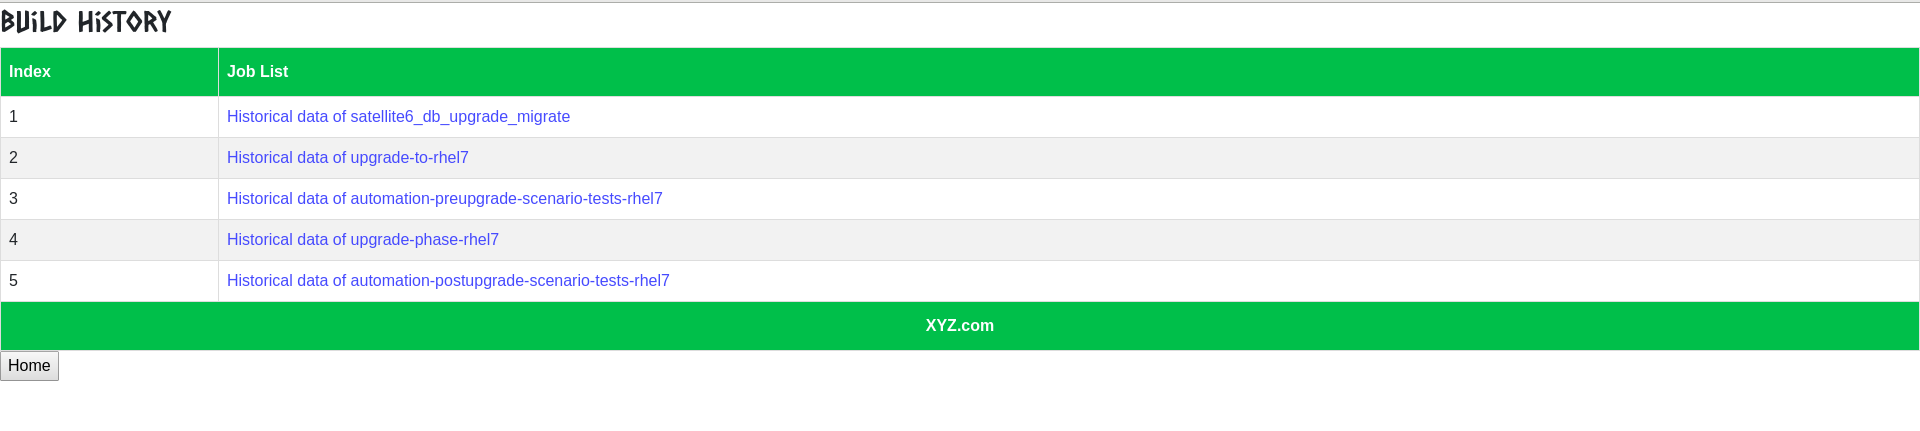 BUiLD HiSTORY
Index Job List
1 Historical data of satellite6_db_upgrade_migrate
2 Historical data of upgrade-to-rhel7
3 Historical data of automation-preupgrade-scenario-tests-rhel7
4 Historical data of upgrade-phase-rhel7
5 Historical data of automation-postupgrade-scenario-tests-rhel7
XYZ.com
Home